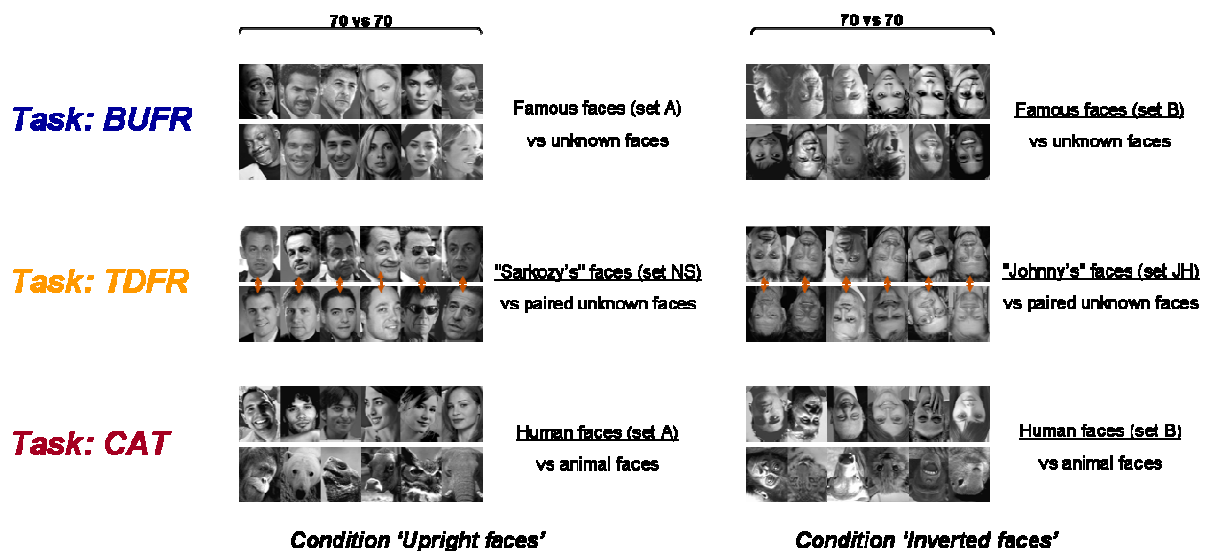 70 vs 70
70 vs 70
Task: BUFR
Famous faces (set A)
vs unknown faces
Famous faces (set B)
vs unknown faces
Task: TDFR
"Sarkozy's" faces (set NS)
vs paired unknown faces
"Johnny's" faces (set JH)
vs paired unknown faces
Task: CAT
Human faces (set A)
vs animal faces
Human faces (set B)
vs animal faces
Condition ‘Upright faces’
Condition ‘Inverted faces’